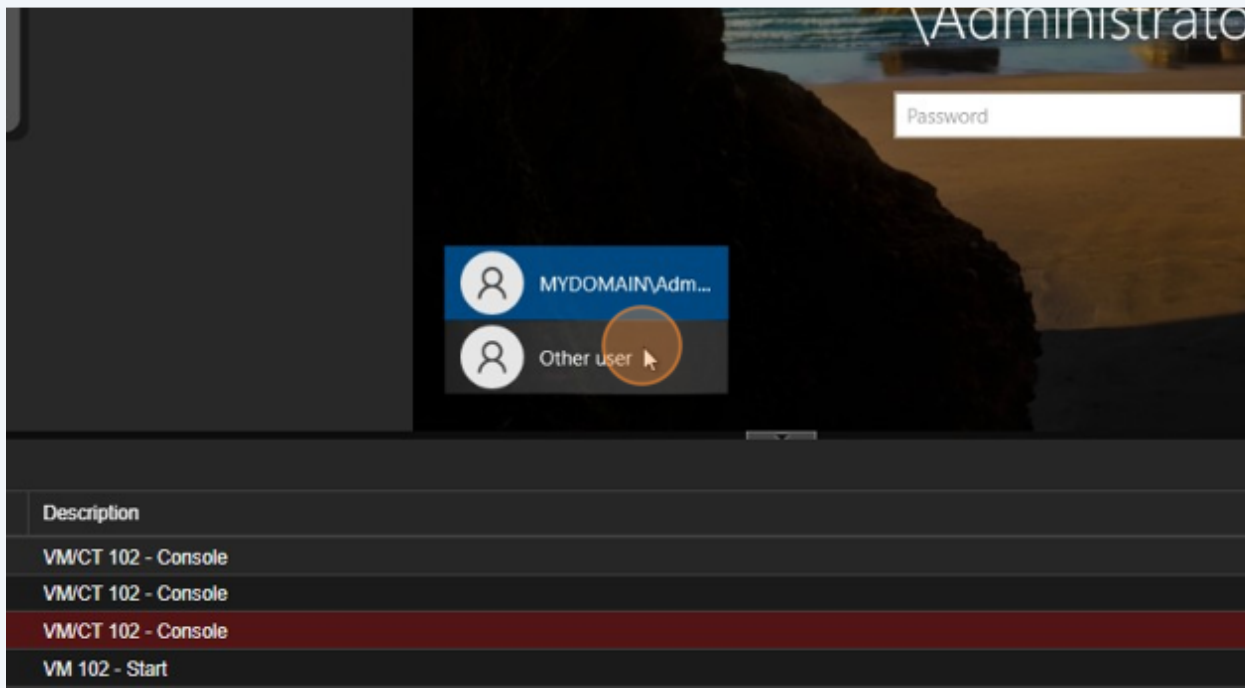 \Administrato
Password
MYDOMAIN\Adm...
Other user
Description
VM/CT 102 - Console
VM/CT 102 - Console
VM/CT 102 - Console
VM 102 - Start